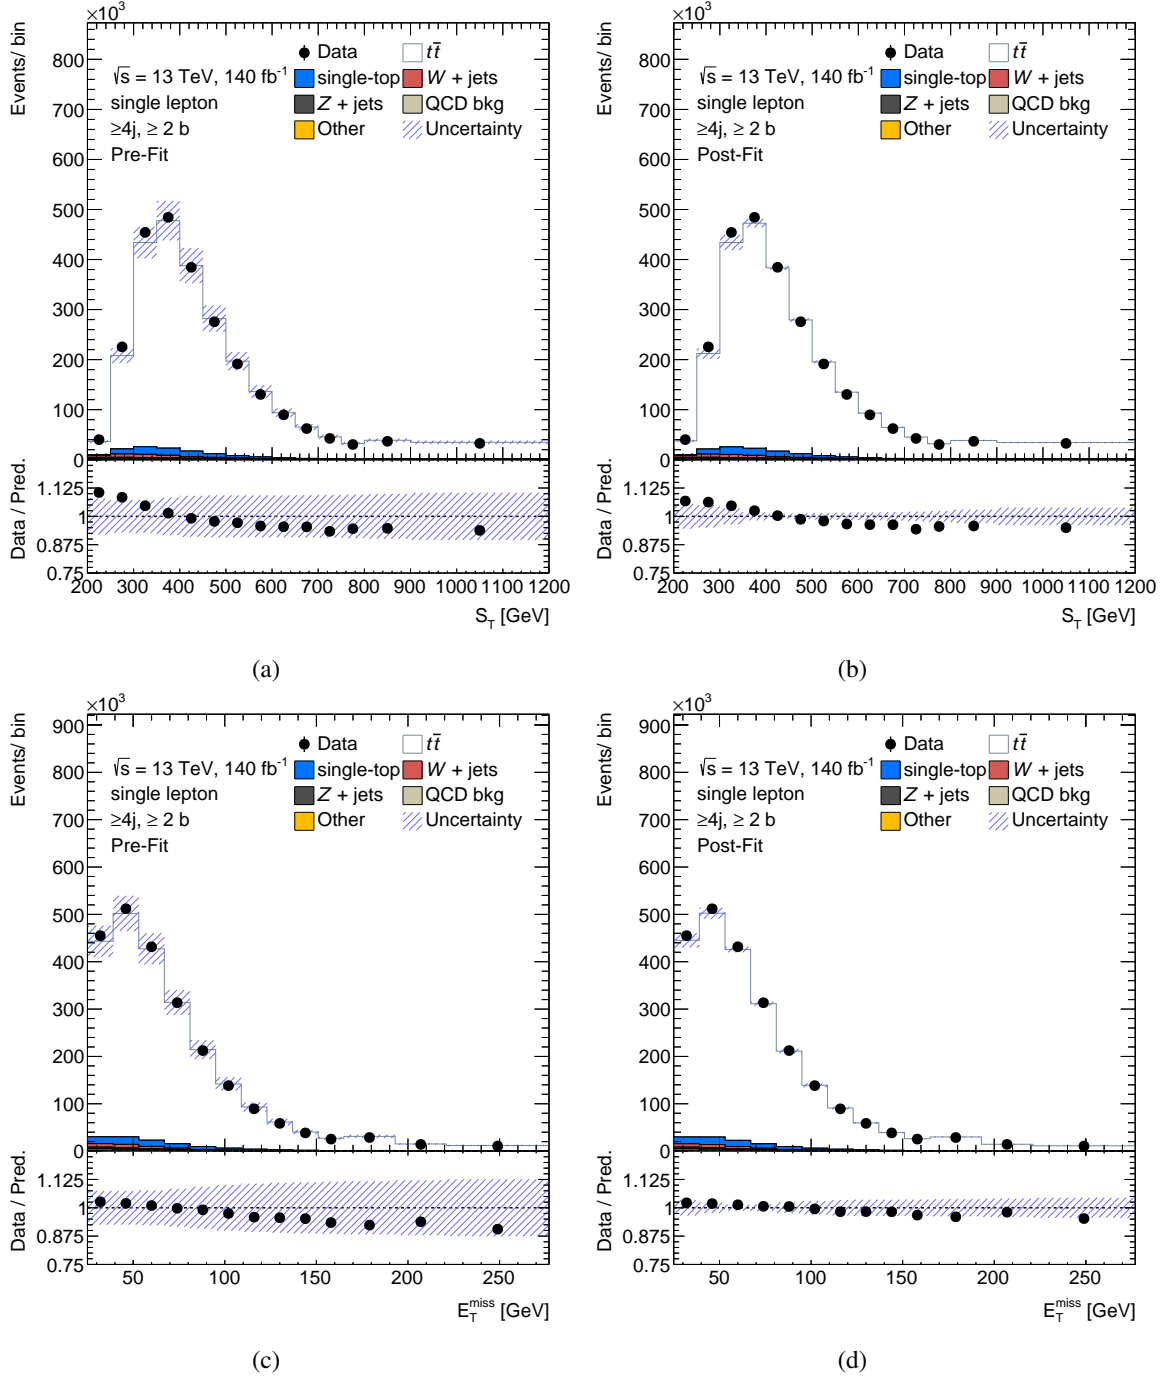 ×10³
Events/ bin
800
700
600
500
400
300
200
100
0
√s = 13 TeV, 140 fb⁻¹
single lepton
≥4j, ≥ 2 b
Pre-Fit
Data
tt̄
single-top
W + jets
Z + jets
QCD bkg
Other
Uncertainty
Data / Pred.
1.125
1
0.875
0.75
200 300 400 500 600 700 800 900 1000 1100 1200
S_T [GeV]
(a)
×10³
Events/ bin
800
700
600
500
400
300
200
100
0
√s = 13 TeV, 140 fb⁻¹
single lepton
≥4j, ≥ 2 b
Post-Fit
Data
tt̄
single-top
W + jets
Z + jets
QCD bkg
Other
Uncertainty
Data / Pred.
1.125
1
0.875
0.75
200 300 400 500 600 700 800 900 1000 1100 1200
S_T [GeV]
(b)
×10³
Events/ bin
900
800
700
600
500
400
300
200
100
0
√s = 13 TeV, 140 fb⁻¹
single lepton
≥4j, ≥ 2 b
Pre-Fit
Data
tt̄
single-top
W + jets
Z + jets
QCD bkg
Other
Uncertainty
Data / Pred.
1.125
1
0.875
0.75
50 100 150 200 250
E_T^miss [GeV]
(c)
×10³
Events/ bin
900
800
700
600
500
400
300
200
100
0
√s = 13 TeV, 140 fb⁻¹
single lepton
≥4j, ≥ 2 b
Post-Fit
Data
tt̄
single-top
W + jets
Z + jets
QCD bkg
Other
Uncertainty
Data / Pred.
1.125
1
0.875
0.75
50 100 150 200 250
E_T^miss [GeV]
(d)